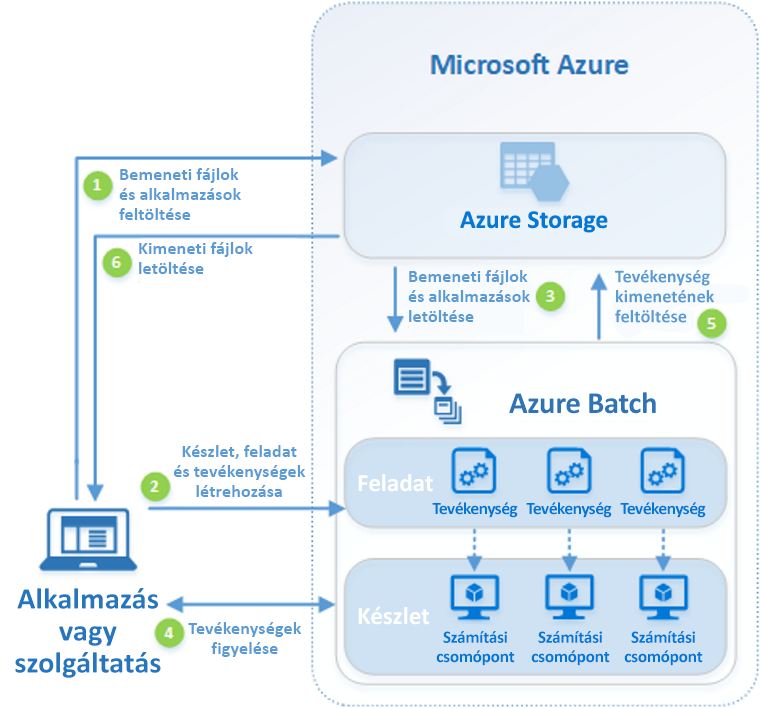 Microsoft Azure
Azure Storage
1
Bemeneti fájlok
és alkalmazások
feltöltése
6
Kimeneti fájlok
letöltése
Bemeneti fájlok
és alkalmazások
letöltése
3
Tevékenység
kimenetének
feltöltése
5
Azure Batch
2
Készlet, feladat
és tevékenységek
létrehozása
Feladat
Tevékenység
Tevékenység
Tevékenység
Alkalmazás
vagy
szolgáltatás
4
Tevékenységek
figyelése
Készlet
Számítási
csomópont
Számítási
csomópont
Számítási
csomópont